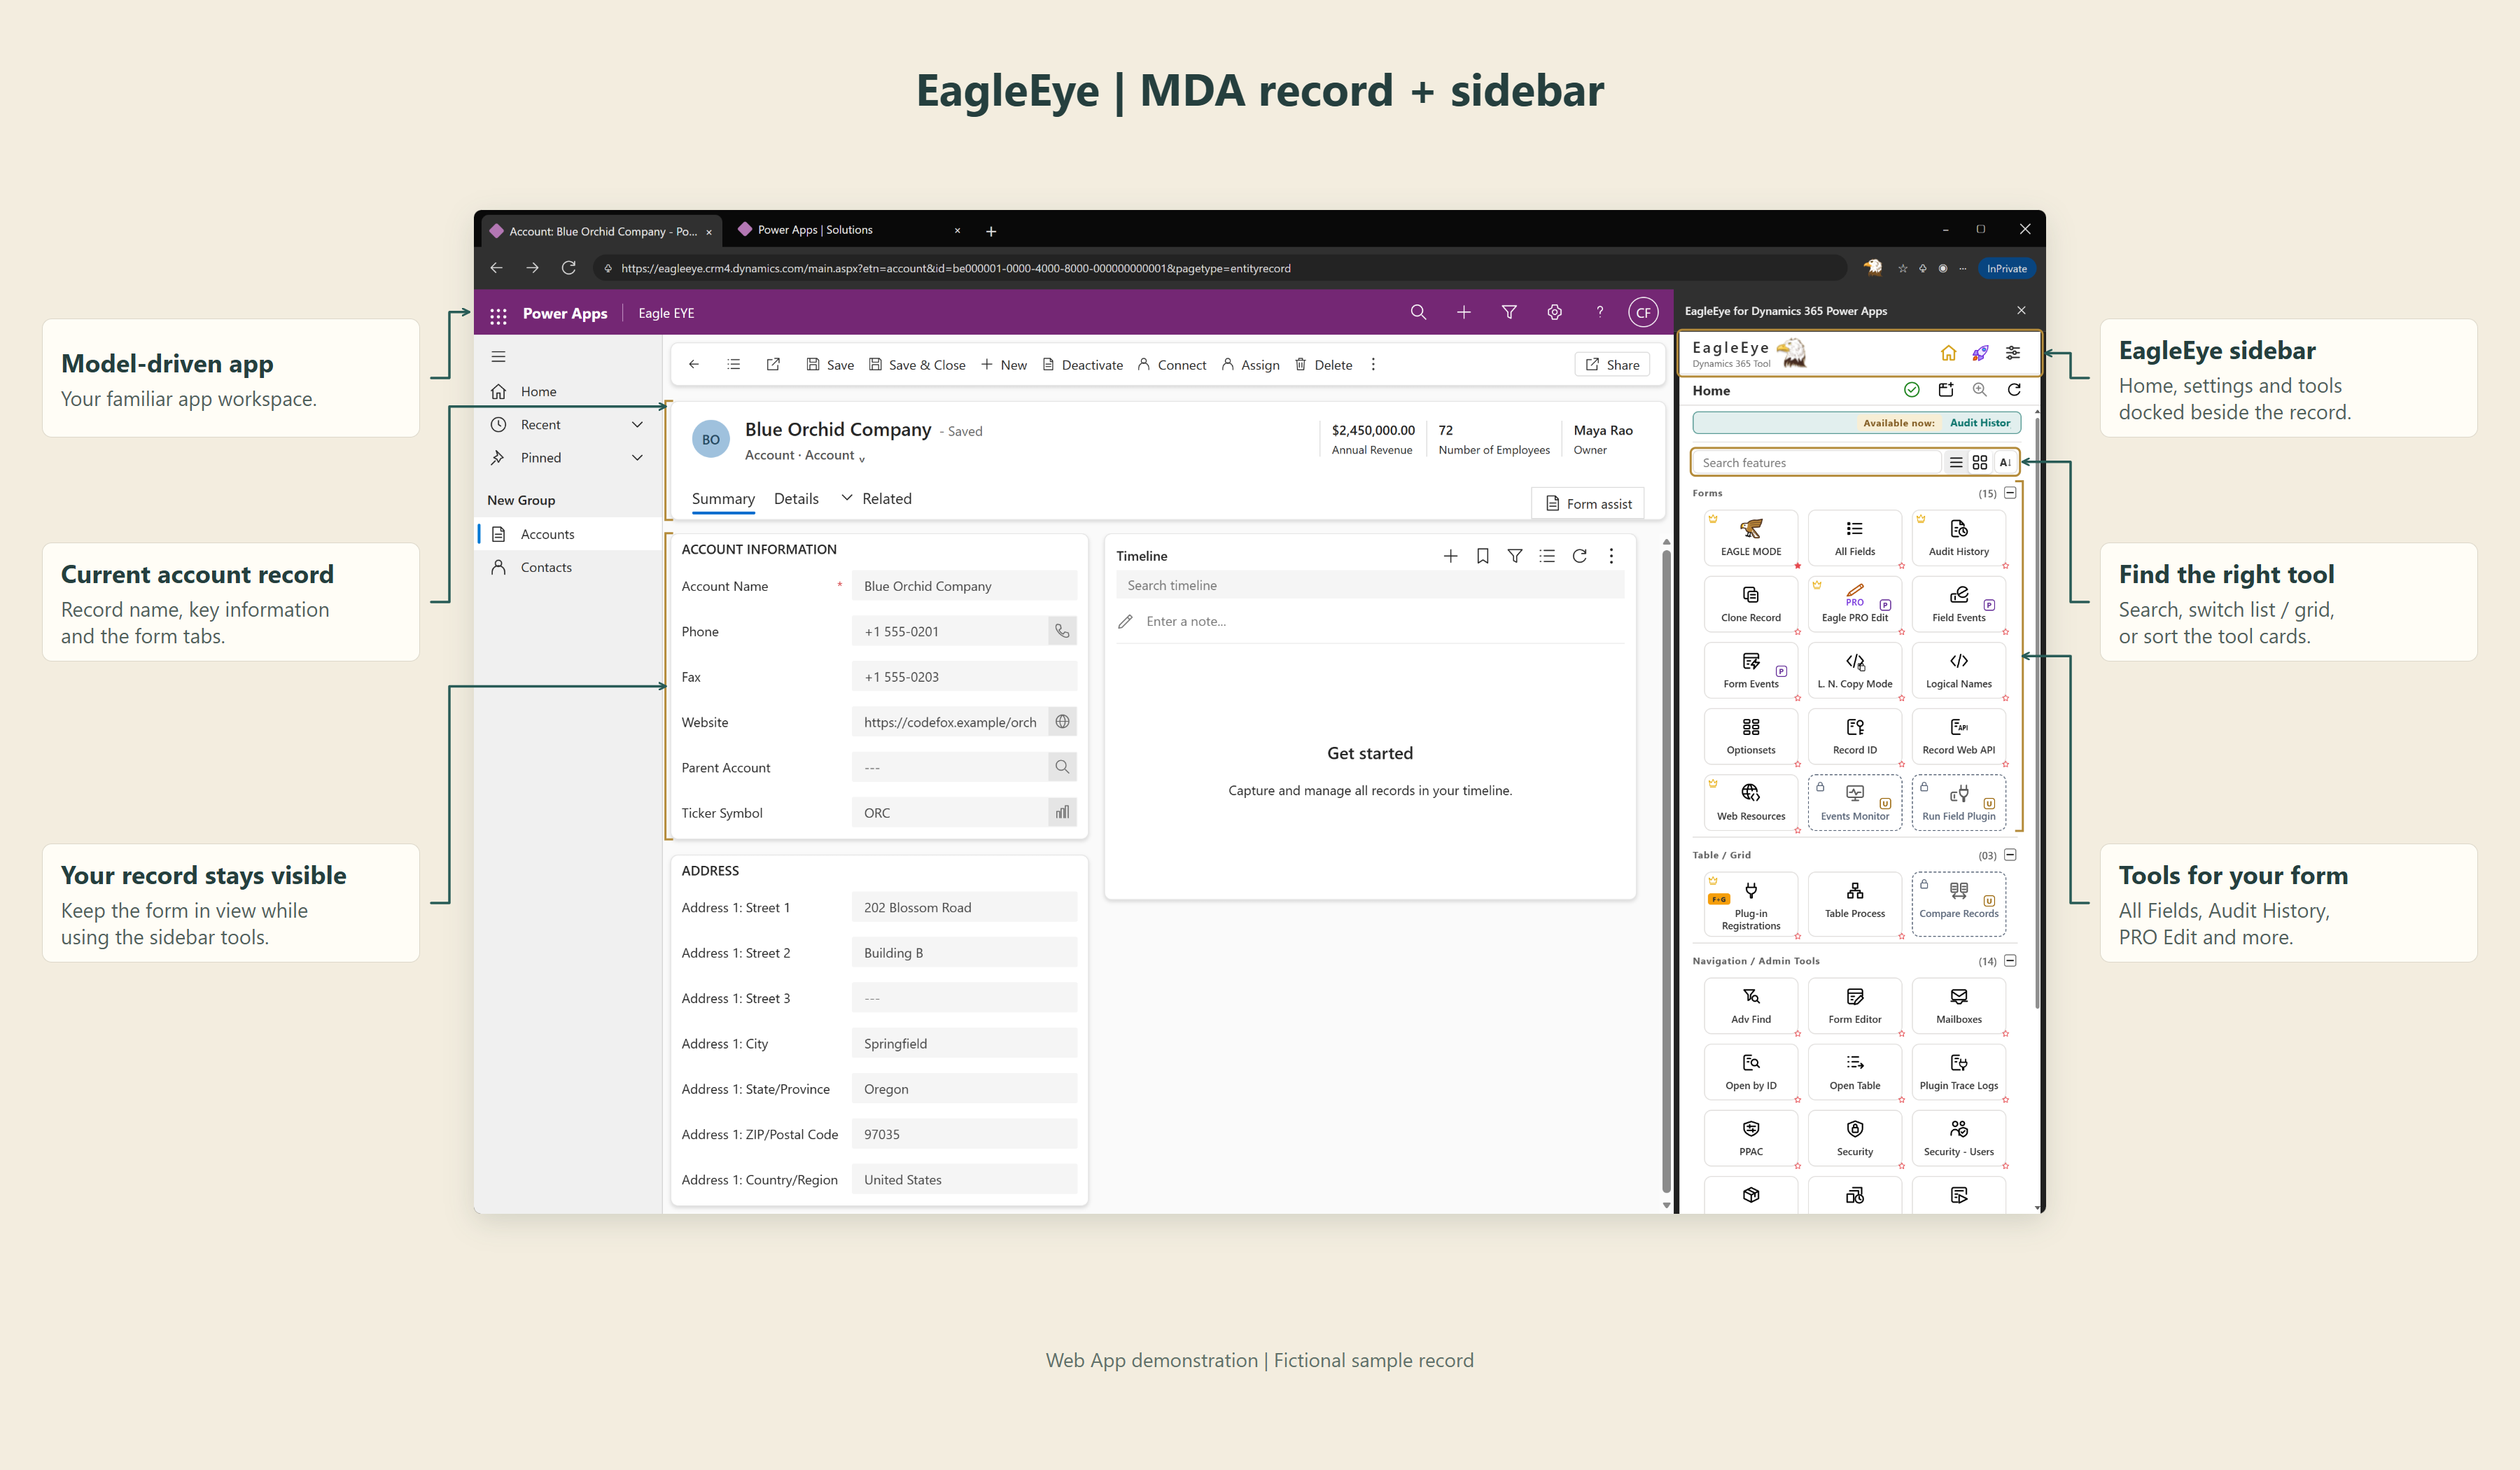 EagleEye | MDA record + sidebar
Account: Blue Orchid Company - Po...
Power Apps | Solutions
https://eagleeye.crm4.dynamics.com/main.aspx?etn=account&id=be000001-0000-4000-8000-000000000001&pagetype=entityrecord
InPrivate
Power Apps
Eagle EYE
CF
EagleEye for Dynamics 365 Power Apps
Model-driven app
Your familiar app workspace.
Current account record
Record name, key information
and the form tabs.
Your record stays visible
Keep the form in view while
using the sidebar tools.
Home
Recent
Pinned
New Group
Accounts
Contacts
Save
Save & Close
New
Deactivate
Connect
Assign
Delete
Share
BO
Blue Orchid Company - Saved
Account · Account
$2,450,000.00
Annual Revenue
72
Number of Employees
Maya Rao
Owner
Summary
Details
Related
Form assist
ACCOUNT INFORMATION
Account Name * Blue Orchid Company
Phone +1 555-0201
Fax +1 555-0203
Website https://codefox.example/orch
Parent Account ---
Ticker Symbol ORC
ADDRESS
Address 1: Street 1 202 Blossom Road
Address 1: Street 2 Building B
Address 1: Street 3 ---
Address 1: City Springfield
Address 1: State/Province Oregon
Address 1: ZIP/Postal Code 97035
Address 1: Country/Region United States
Timeline
Search timeline
Enter a note...
Get started
Capture and manage all records in your timeline.
EagleEye
Dynamics 365 Tool
Home
Available now: Audit Histor
Search features
A↓
Forms (15)
EAGLE MODE
All Fields
Audit History
Clone Record
PRO
P
Eagle PRO Edit
P
Field Events
P
Form Events
L. N. Copy Mode
Logical Names
Optionsets
Record ID
API
Record Web API
Web Resources
U
Events Monitor
U
Run Field Plugin
Table / Grid (03)
F+G
Plug-in
Registrations
Table Process
U
Compare Records
Navigation / Admin Tools (14)
Adv Find
Form Editor
Mailboxes
Open by ID
Open Table
Plugin Trace Logs
PPAC
Security
Security - Users
EagleEye sidebar
Home, settings and tools
docked beside the record.
Find the right tool
Search, switch list / grid,
or sort the tool cards.
Tools for your form
All Fields, Audit History,
PRO Edit and more.
Web App demonstration | Fictional sample record